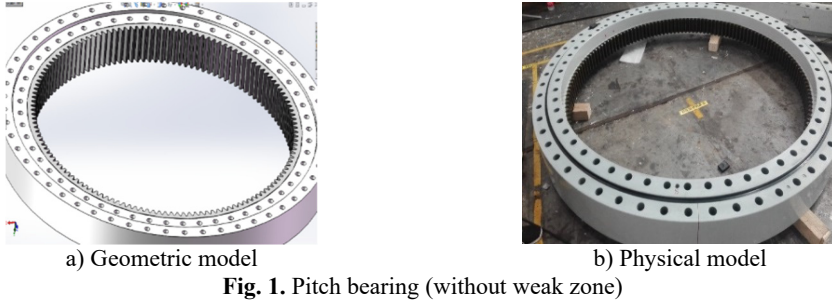 a) Geometric model
b) Physical model
Fig. 1. Pitch bearing (without weak zone)